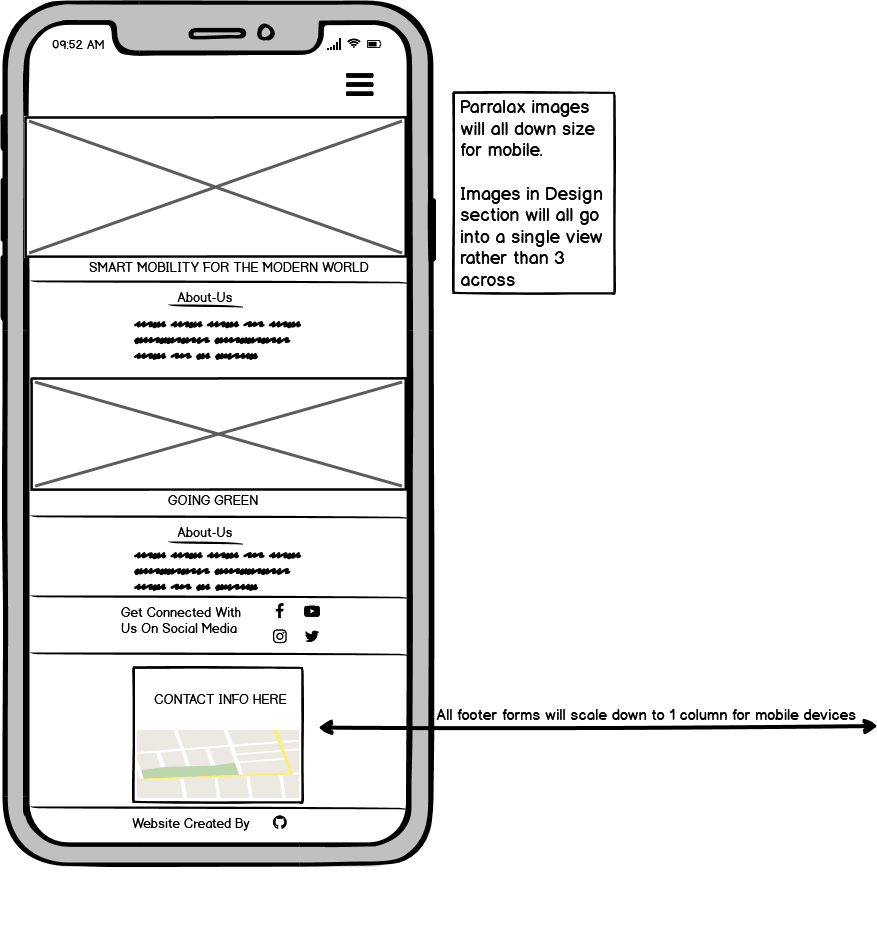 09:52 AM
Parralax images
will all down size
for mobile.
Images in Design
section will all go
into a single view
rather than 3
across
SMART MOBILITY FOR THE MODERN WORLD
About-Us
GOING GREEN
About-Us
Get Connected With
Us On Social Media
CONTACT INFO HERE
All footer forms will scale down to 1 column for mobile devices
Website Created By